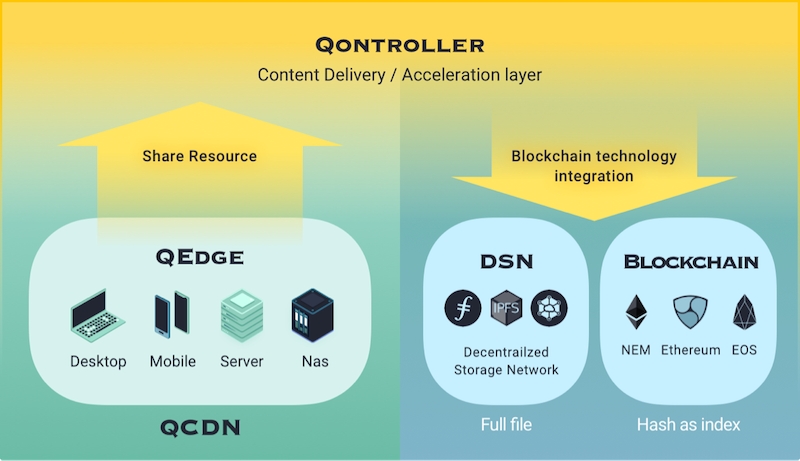 QONTROLLER
Content Delivery / Acceleration layer
Share Resource
Blockchain technology
integration
QEDGE
Desktop Mobile Server Nas
QCDN
DSN
IPFS
Decentrailzed
Storage Network
Full file
BLOCKCHAIN
NEM Ethereum EOS
Hash as index